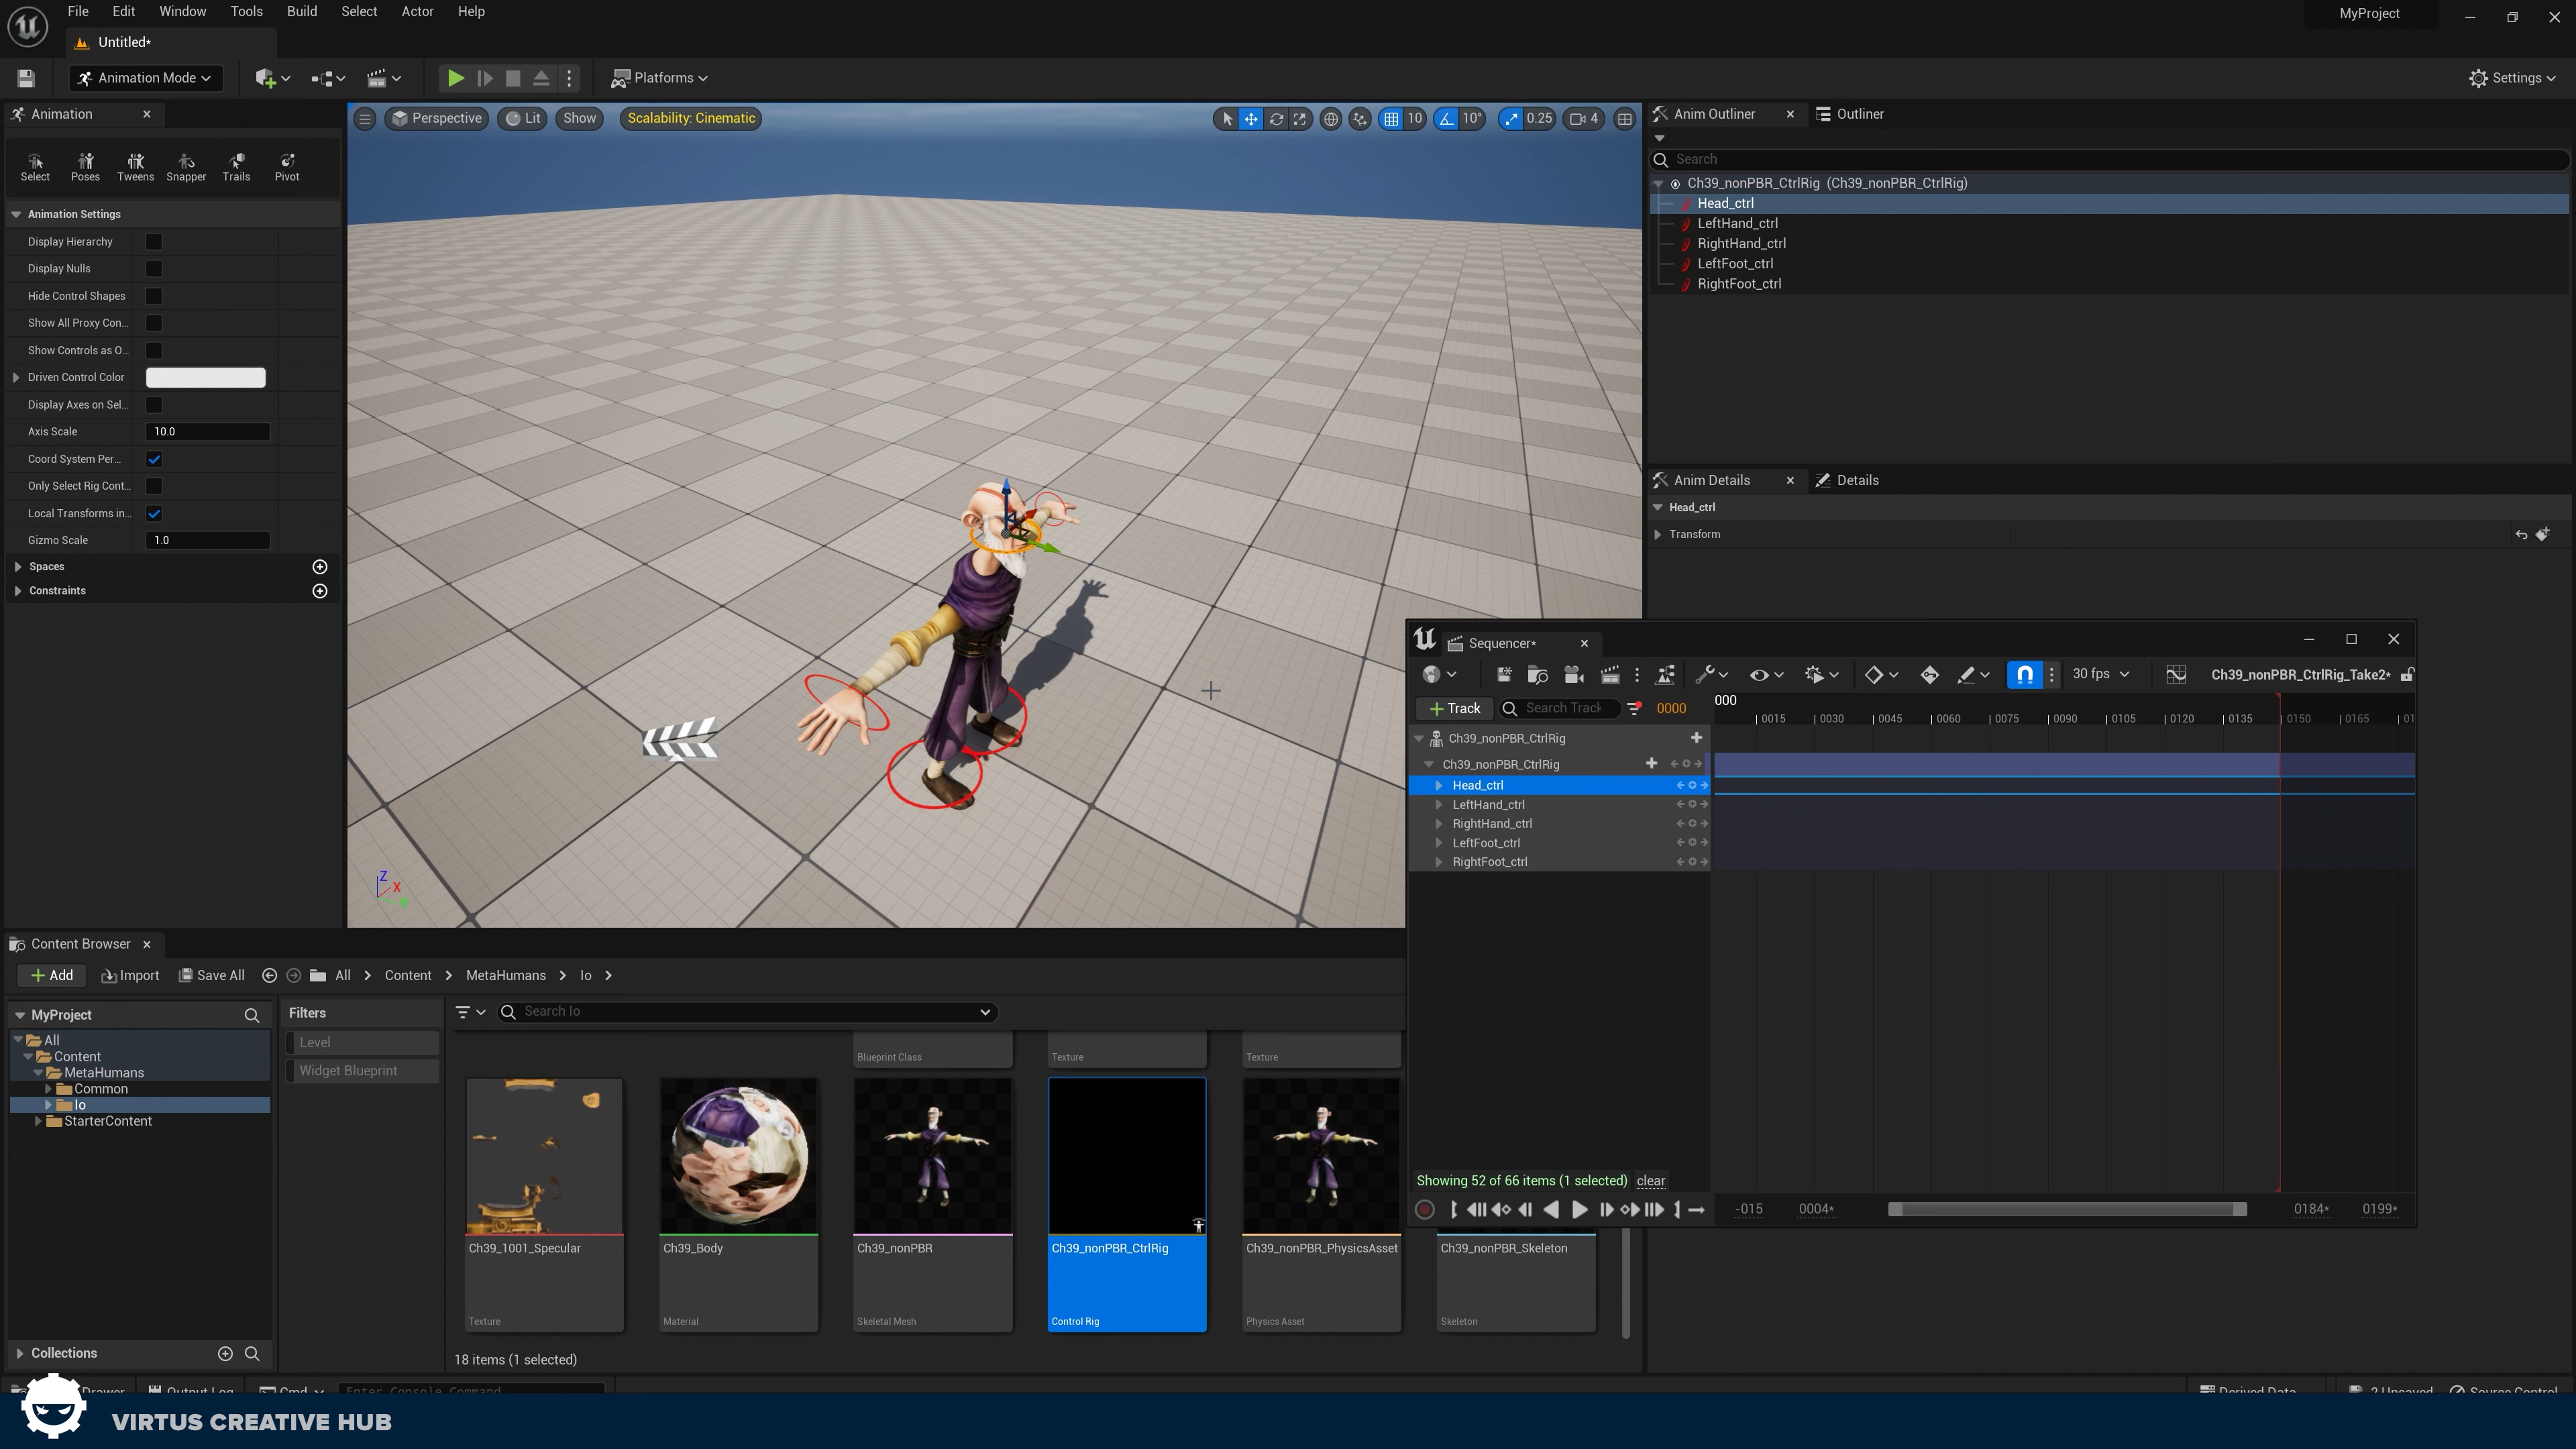 File Edit Window Tools Build Select Actor Help
MyProject
Untitled*
Animation Mode
Platforms
Settings
Animation
Select Poses Tweens Snapper Trails Pivot
Animation Settings
Display Hierarchy
Display Nulls
Hide Control Shapes
Show All Proxy Con...
Show Controls as O...
Driven Control Color
Display Axes on Sel...
Axis Scale 10.0
Coord System Per...
Only Select Rig Cont...
Local Transforms in...
Gizmo Scale 1.0
Spaces
Constraints
Perspective Lit Show Scalability: Cinematic 10 10° 0.25 4
Z
X
Anim Outliner Outliner
Search
Ch39_nonPBR_CtrlRig (Ch39_nonPBR_CtrlRig)
Head_ctrl
LeftHand_ctrl
RightHand_ctrl
LeftFoot_ctrl
RightFoot_ctrl
Anim Details Details
Head_ctrl
Transform
Sequencer*
30 fps Ch39_nonPBR_CtrlRig_Take2*
Track Search Track 0000
000
0015 0030 0045 0060 0075 0090 0105 0120 0135 0150 0165 01
Ch39_nonPBR_CtrlRig
Ch39_nonPBR_CtrlRig
Head_ctrl
LeftHand_ctrl
RightHand_ctrl
LeftFoot_ctrl
RightFoot_ctrl
Showing 52 of 66 items (1 selected) clear
-015 0004* 0184* 0199*
Content Browser
Add Import Save All All Content MetaHumans Io
MyProject
All
Content
MetaHumans
Common
Io
StarterContent
Collections
Filters
Level
Widget Blueprint
Search Io
Blueprint Class Texture Texture
Ch39_1001_Specular
Texture
Ch39_Body
Material
Ch39_nonPBR
Skeletal Mesh
Ch39_nonPBR_CtrlRig
Control Rig
Ch39_nonPBR_PhysicsAsset
Physics Asset
Ch39_nonPBR_Skeleton
Skeleton
18 items (1 selected)
Drawer Output Log Cmd Enter Console Command
Derived Data 2 Unsaved Source Control
VIRTUS CREATIVE HUB